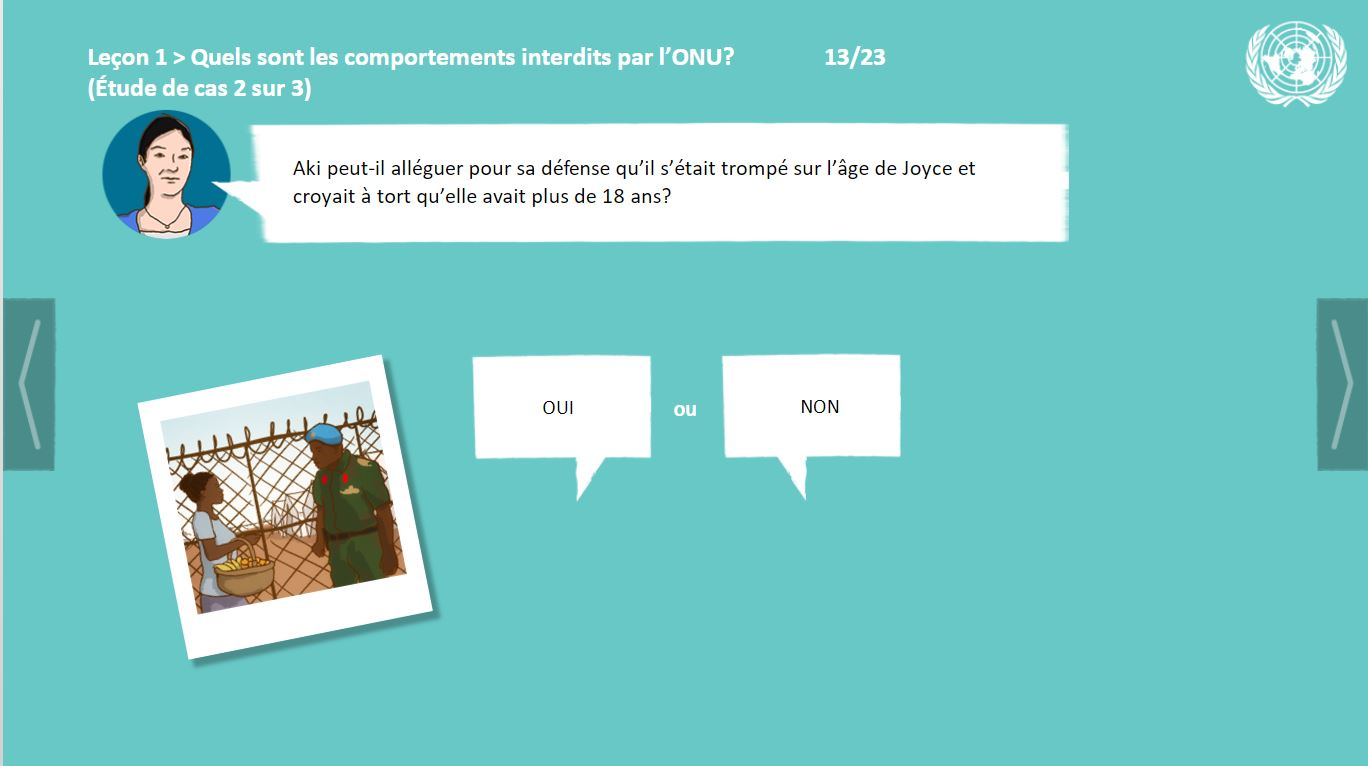 Leçon 1 > Quels sont les comportements interdits par l’ONU? 13/23
(Étude de cas 2 sur 3)
Aki peut-il alléguer pour sa défense qu’il s’était trompé sur l’âge de Joyce et
croyait à tort qu’elle avait plus de 18 ans?
OUI ou NON